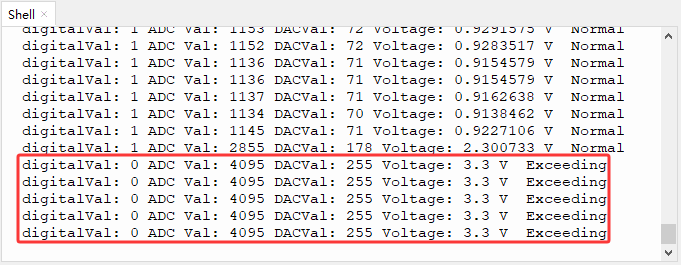 Shell ×
digitalVal: 1 ADC Val: 1153 DACVal: 72 Voltage: 0.9291575 V  Normal
digitalVal: 1 ADC Val: 1152 DACVal: 72 Voltage: 0.9283517 V  Normal
digitalVal: 1 ADC Val: 1136 DACVal: 71 Voltage: 0.9154579 V  Normal
digitalVal: 1 ADC Val: 1136 DACVal: 71 Voltage: 0.9154579 V  Normal
digitalVal: 1 ADC Val: 1137 DACVal: 71 Voltage: 0.9162638 V  Normal
digitalVal: 1 ADC Val: 1134 DACVal: 70 Voltage: 0.9138462 V  Normal
digitalVal: 1 ADC Val: 1145 DACVal: 71 Voltage: 0.9227106 V  Normal
digitalVal: 1 ADC Val: 2855 DACVal: 178 Voltage: 2.300733 V  Normal
digitalVal: 0 ADC Val: 4095 DACVal: 255 Voltage: 3.3 V  Exceeding
digitalVal: 0 ADC Val: 4095 DACVal: 255 Voltage: 3.3 V  Exceeding
digitalVal: 0 ADC Val: 4095 DACVal: 255 Voltage: 3.3 V  Exceeding
digitalVal: 0 ADC Val: 4095 DACVal: 255 Voltage: 3.3 V  Exceeding
digitalVal: 0 ADC Val: 4095 DACVal: 255 Voltage: 3.3 V  Exceeding